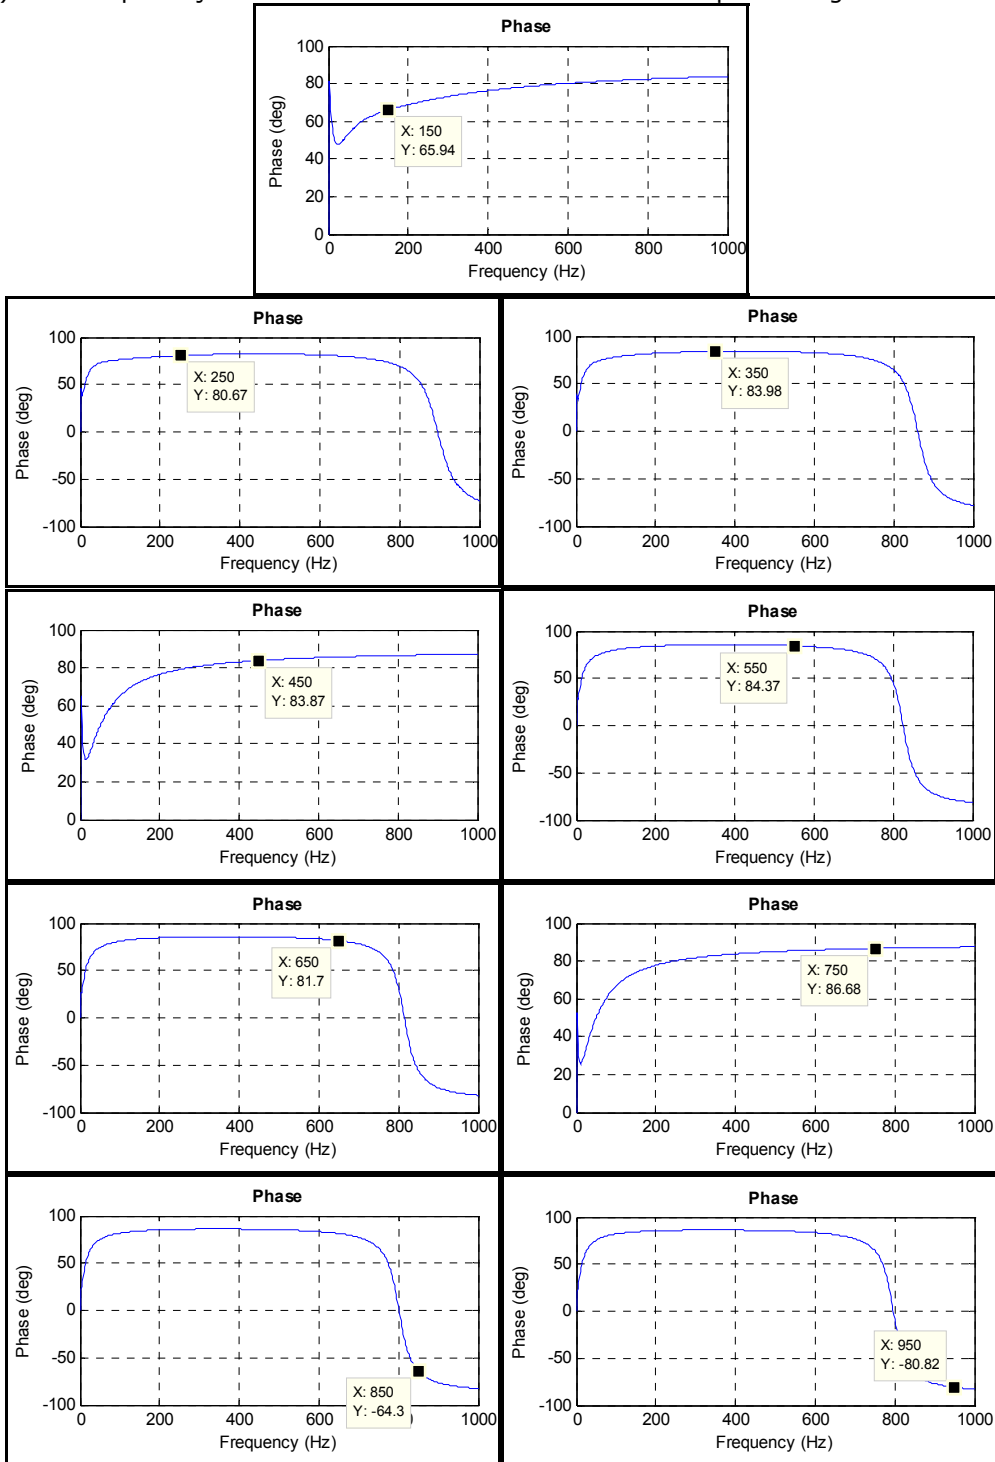 Phase
100
80
60
40
20
0
Phase (deg)
X: 150
Y: 65.94
0 200 400 600 800 1000
Frequency (Hz)
Phase
100
50
0
-50
-100
Phase (deg)
X: 250
Y: 80.67
0 200 400 600 800 1000
Frequency (Hz)
Phase
100
50
0
-50
-100
Phase (deg)
X: 350
Y: 83.98
0 200 400 600 800 1000
Frequency (Hz)
Phase
100
80
60
40
20
0
Phase (deg)
X: 450
Y: 83.87
0 200 400 600 800 1000
Frequency (Hz)
Phase
100
50
0
-50
-100
Phase (deg)
X: 550
Y: 84.37
0 200 400 600 800 1000
Frequency (Hz)
Phase
100
50
0
-50
-100
Phase (deg)
X: 650
Y: 81.7
0 200 400 600 800 1000
Frequency (Hz)
Phase
100
80
60
40
20
0
Phase (deg)
X: 750
Y: 86.68
0 200 400 600 800 1000
Frequency (Hz)
Phase
100
50
0
-50
-100
Phase (deg)
X: 850
Y: -64.3
0 200 400 600 800 1000
Frequency (Hz)
Phase
100
50
0
-50
-100
Phase (deg)
X: 950
Y: -80.82
0 200 400 600 800 1000
Frequency (Hz)